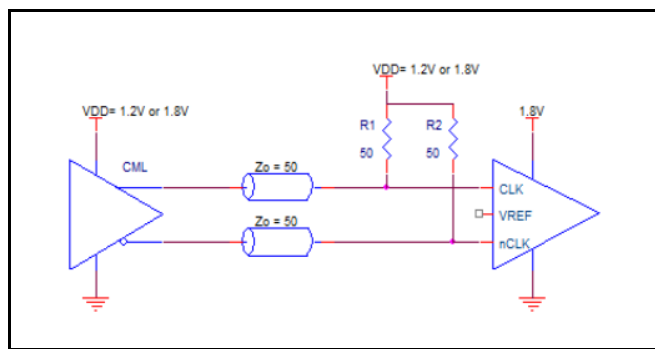 VDD= 1.2V or 1.8V
VDD= 1.2V or 1.8V
1.8V
R1
R2
CML
Zo = 50
50
50
CLK
VREF
Zo = 50
nCLK